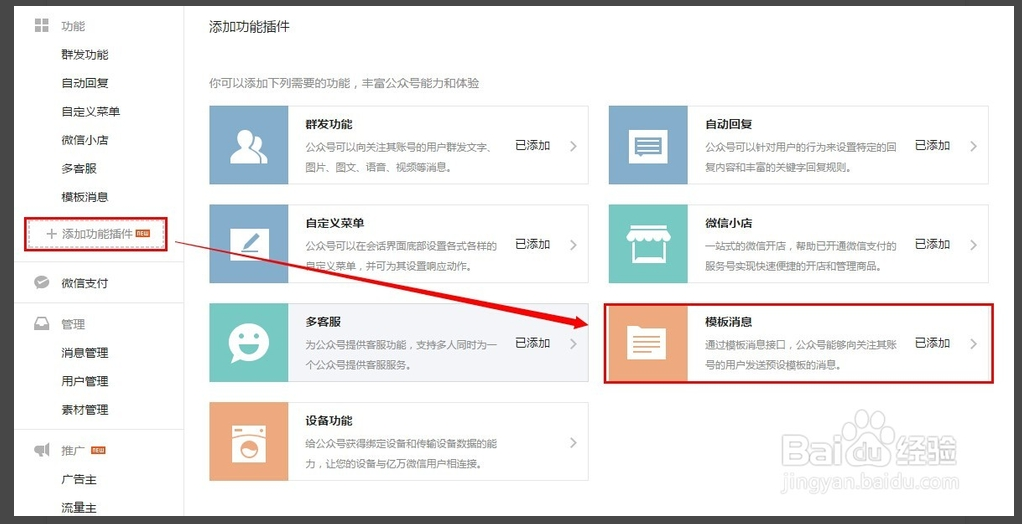 功能
群发功能
自动回复
自定义菜单
微信小店
多客服
模板消息
添加功能插件 NEW
微信支付
管理
消息管理
用户管理
素材管理
推广 NEW
广告主
流量主
添加功能插件
你可以添加下列需要的功能，丰富公众号能力和体验
群发功能
公众号可以向关注其账号的用户群发文字、
图片、图文、语音、视频等消息。
已添加
自动回复
公众号可以针对用户的行为来设置特定的回
复内容和丰富的关键字回复规则。
已添加
自定义菜单
公众号可以在会话界面底部设置各式各样的
自定义菜单，并可为其设置响应动作。
已添加
微信小店
一站式的微信开店，帮助已开通微信支付的
服务号实现快速便捷的开店和管理商品。
已添加
多客服
为公众号提供客服功能，支持多人同时为一
个公众号提供客服服务。
已添加
模板消息
通过模板消息接口，公众号能够向关注其账
号的用户发送预设模板的消息。
已添加
设备功能
给公众号获得绑定设备和传输设备数据的能
力，让您的设备与亿万微信用户相连接。
Baidu 经验
jingyan.baidu.com